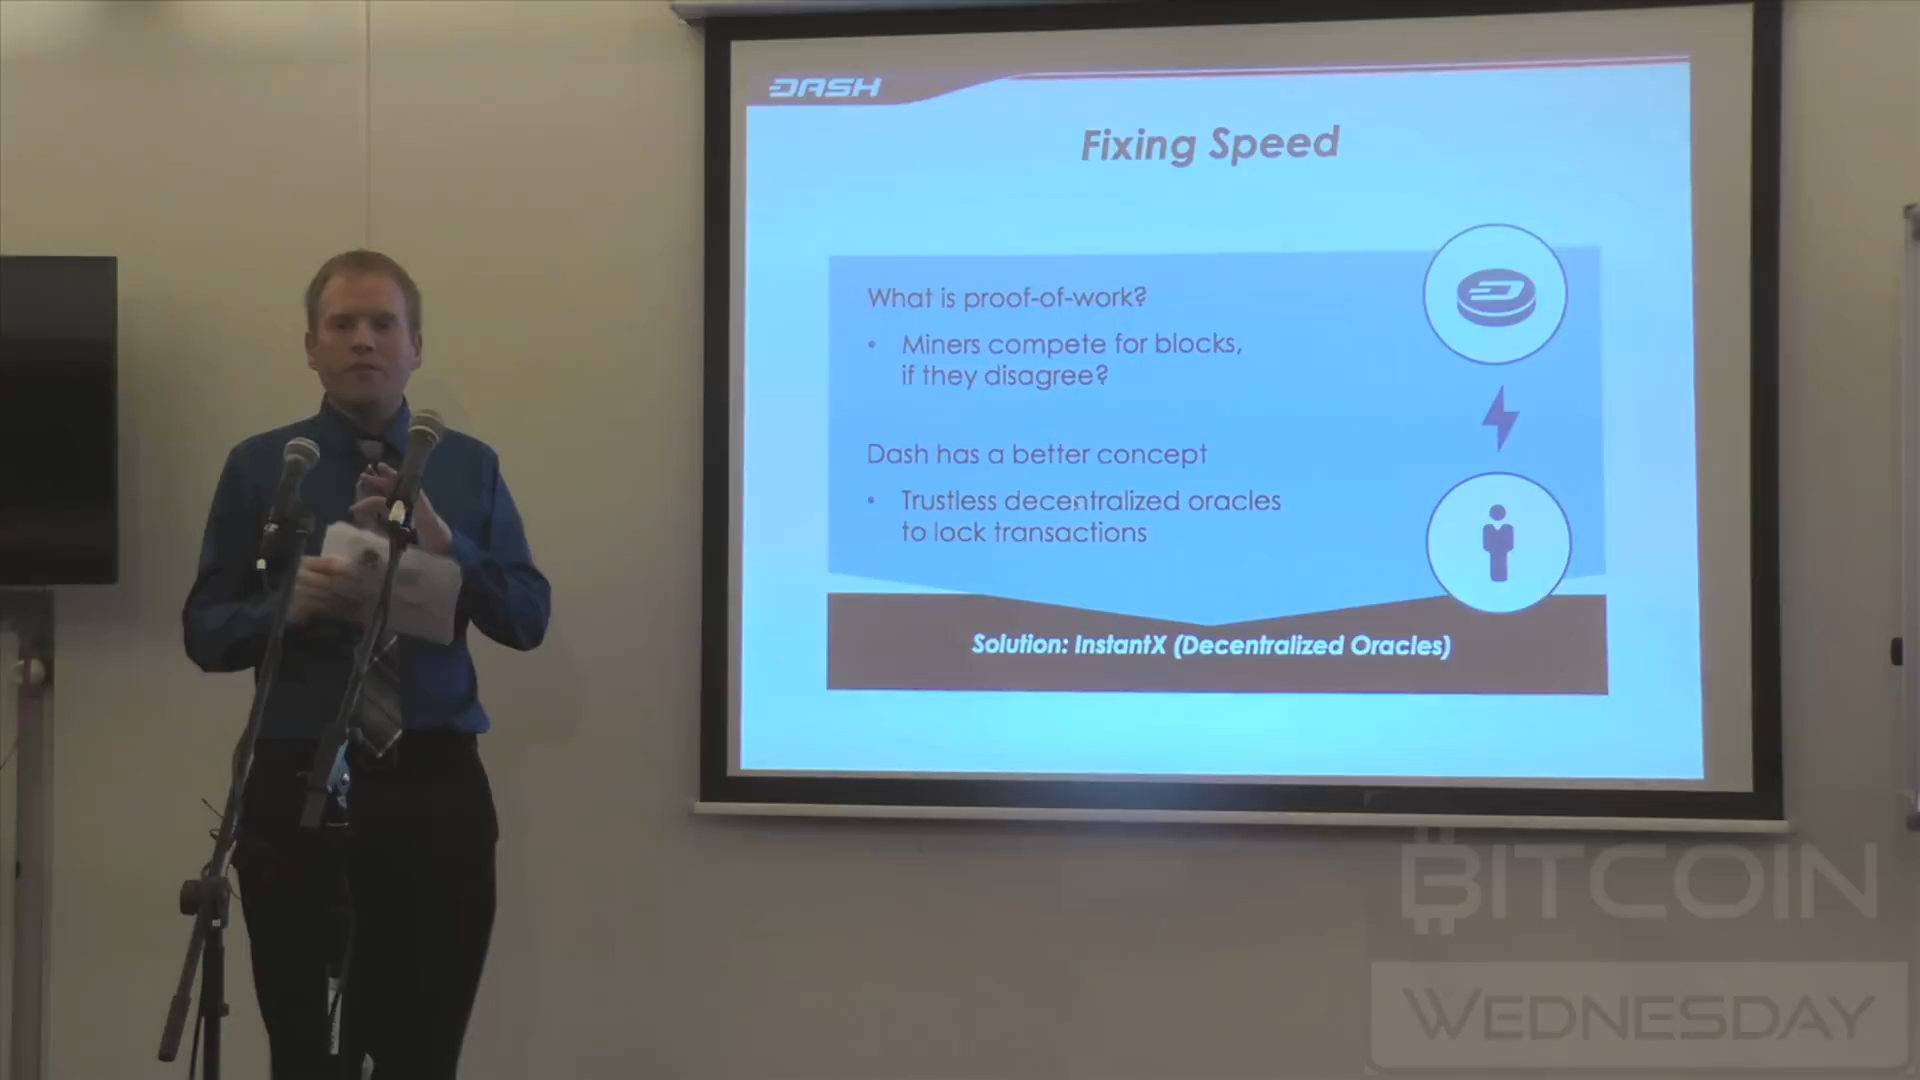 DASH
Fixing Speed
What is proof-of-work?
• Miners compete for blocks,
if they disagree?
Dash has a better concept
• Trustless decentralized oracles
to lock transactions
Solution: InstantX (Decentralized Oracles)
BITCOIN
WEDNESDAY